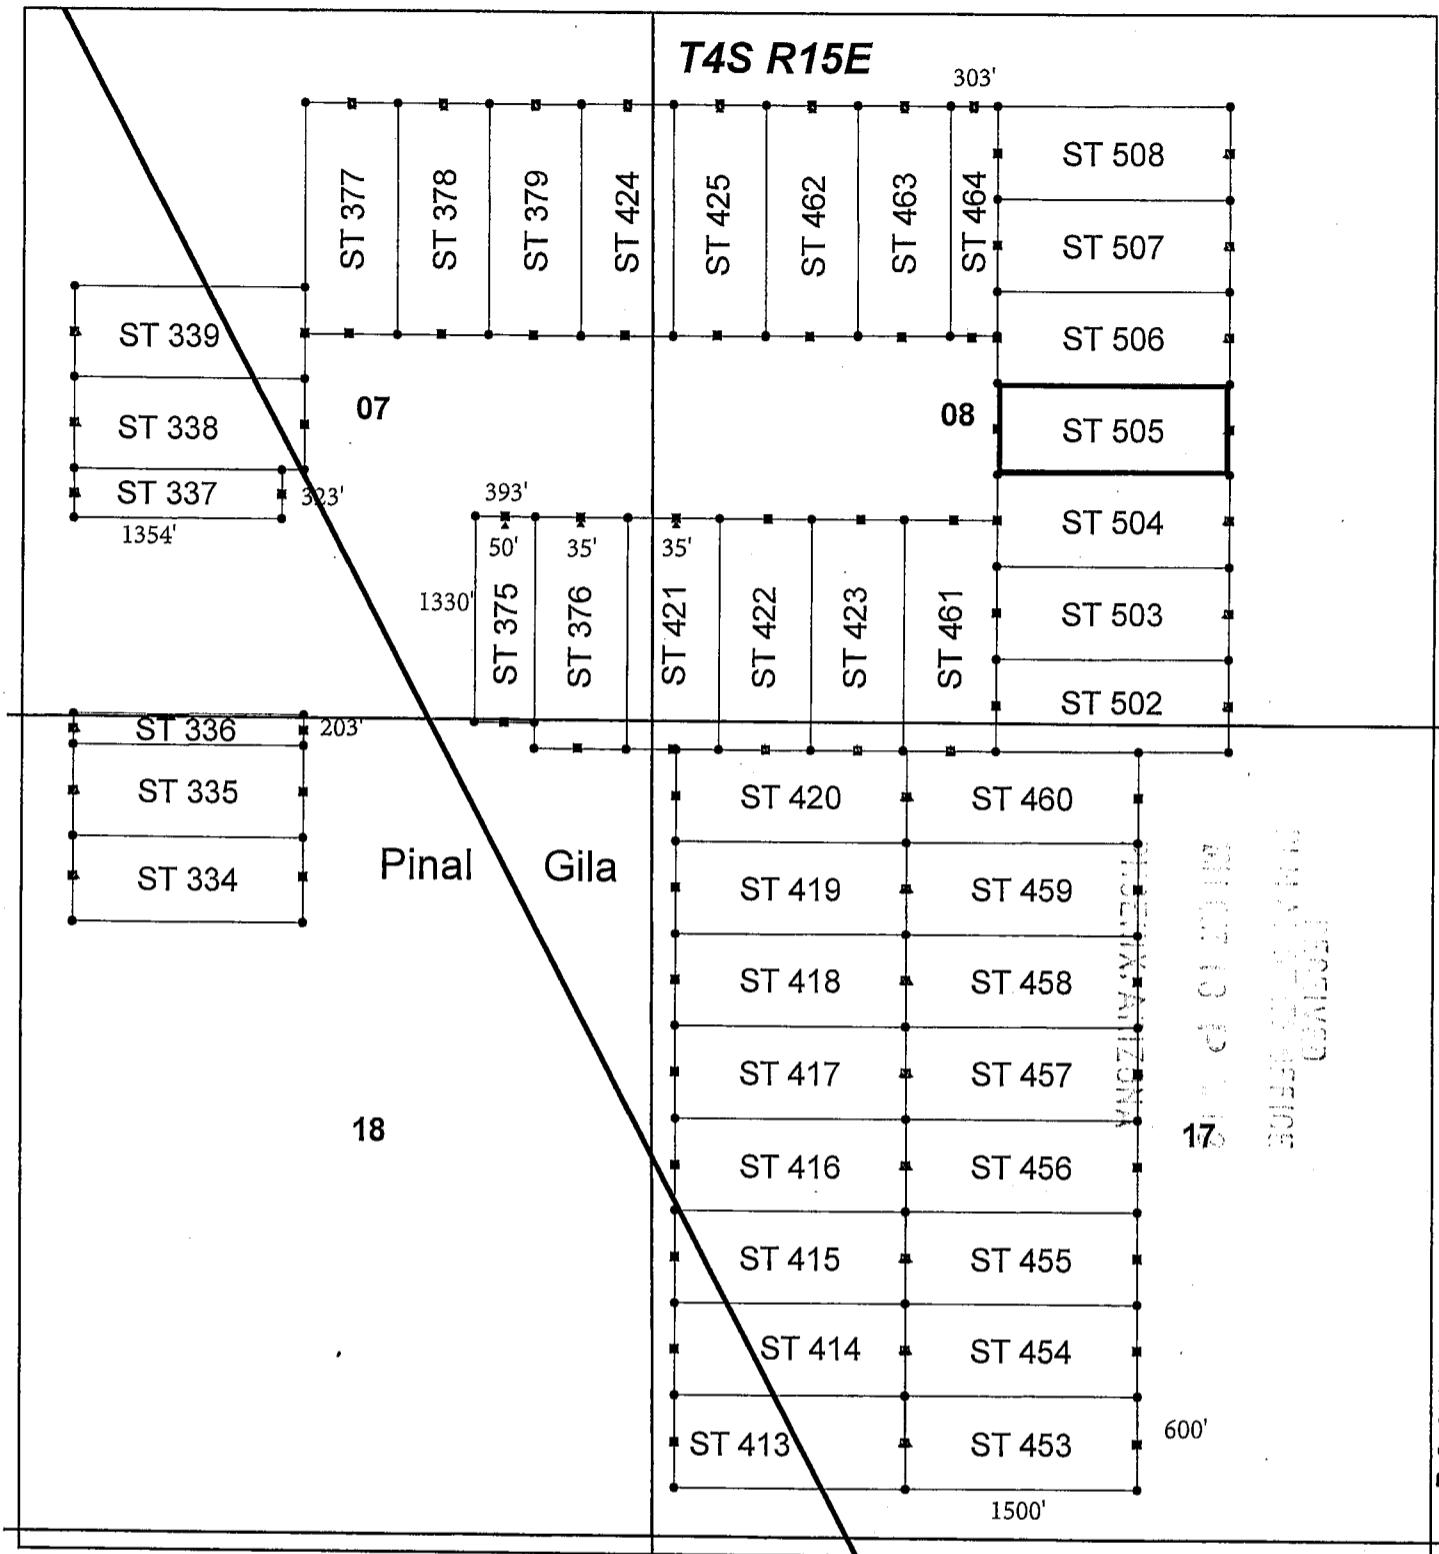 T4S R15E
303'
ST 377
ST 378
ST 379
ST 424
ST 425
ST 462
ST 463
ST 464
ST 508
ST 507
ST 506
ST 505
ST 504
ST 503
ST 502
ST 339
ST 338
ST 337
323'
1354'
07
08
393'
50'
35'
35'
1330'
ST 375
ST 376
ST 421
ST 422
ST 423
ST 461
ST 336
203'
ST 335
ST 334
Pinal
Gila
ST 420
ST 460
ST 419
ST 459
ST 418
ST 458
ST 417
ST 457
ST 416
ST 456
ST 415
ST 455
ST 414
ST 454
ST 413
ST 453
18
17
600'
1500'
RECEIVED
OFFICE
PHOENIX, ARIZONA